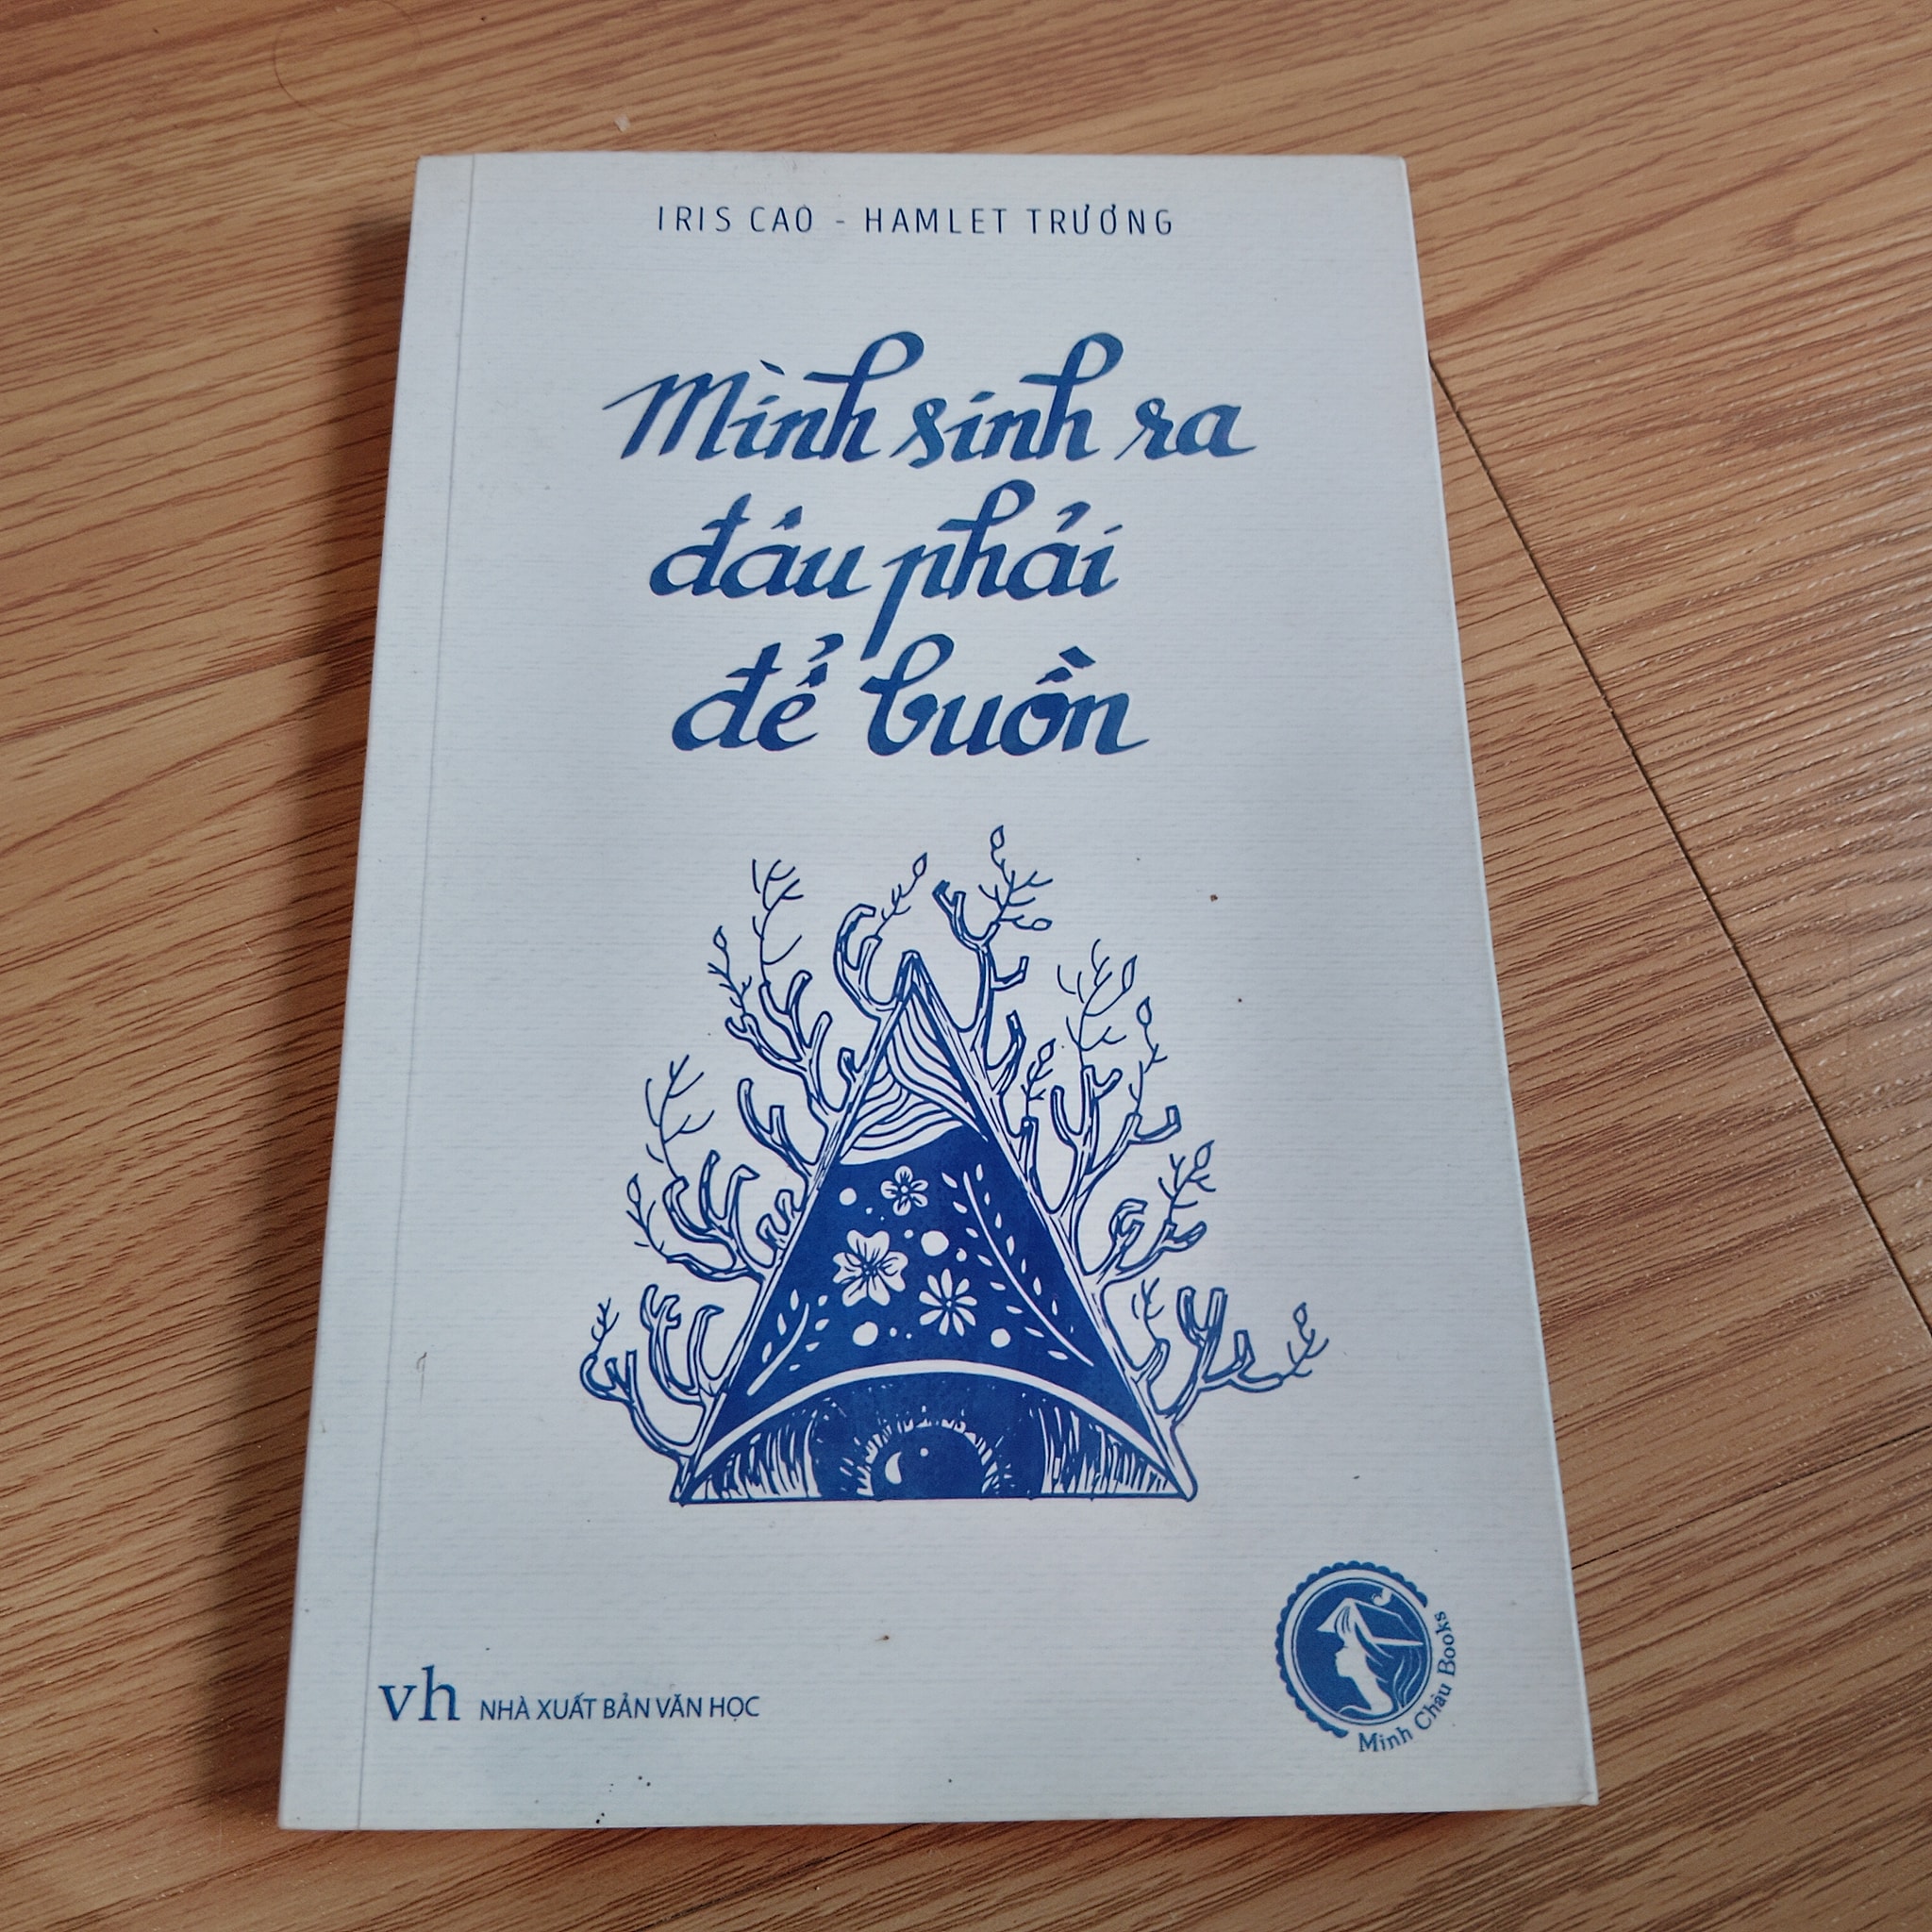 IRIS CAO - HAMLET TRƯƠNG
Mình sinh ra
đâu phải
để buồn
vh NHÀ XUẤT BẢN VĂN HỌC
Minh Châu Books